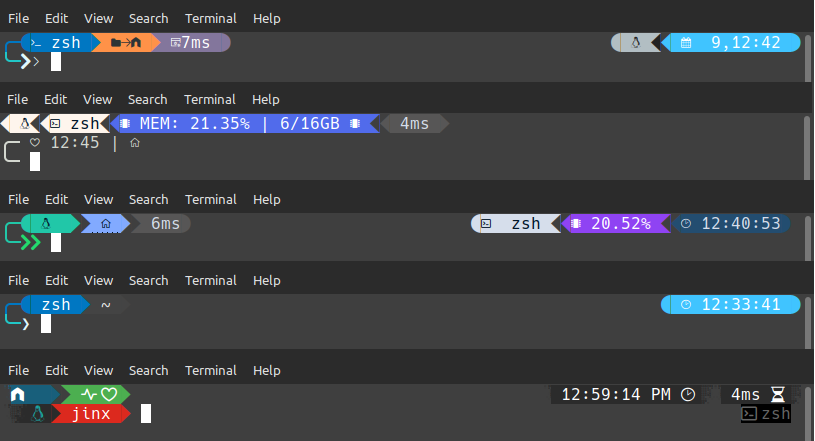 File Edit View Search Terminal Help
zsh 7ms 9,12:42
File Edit View Search Terminal Help
zsh MEM: 21.35% | 6/16GB 4ms
12:45 |
File Edit View Search Terminal Help
6ms zsh 20.52% 12:40:53
File Edit View Search Terminal Help
zsh ~ 12:33:41
File Edit View Search Terminal Help
12:59:14 PM 4ms
jinx zsh